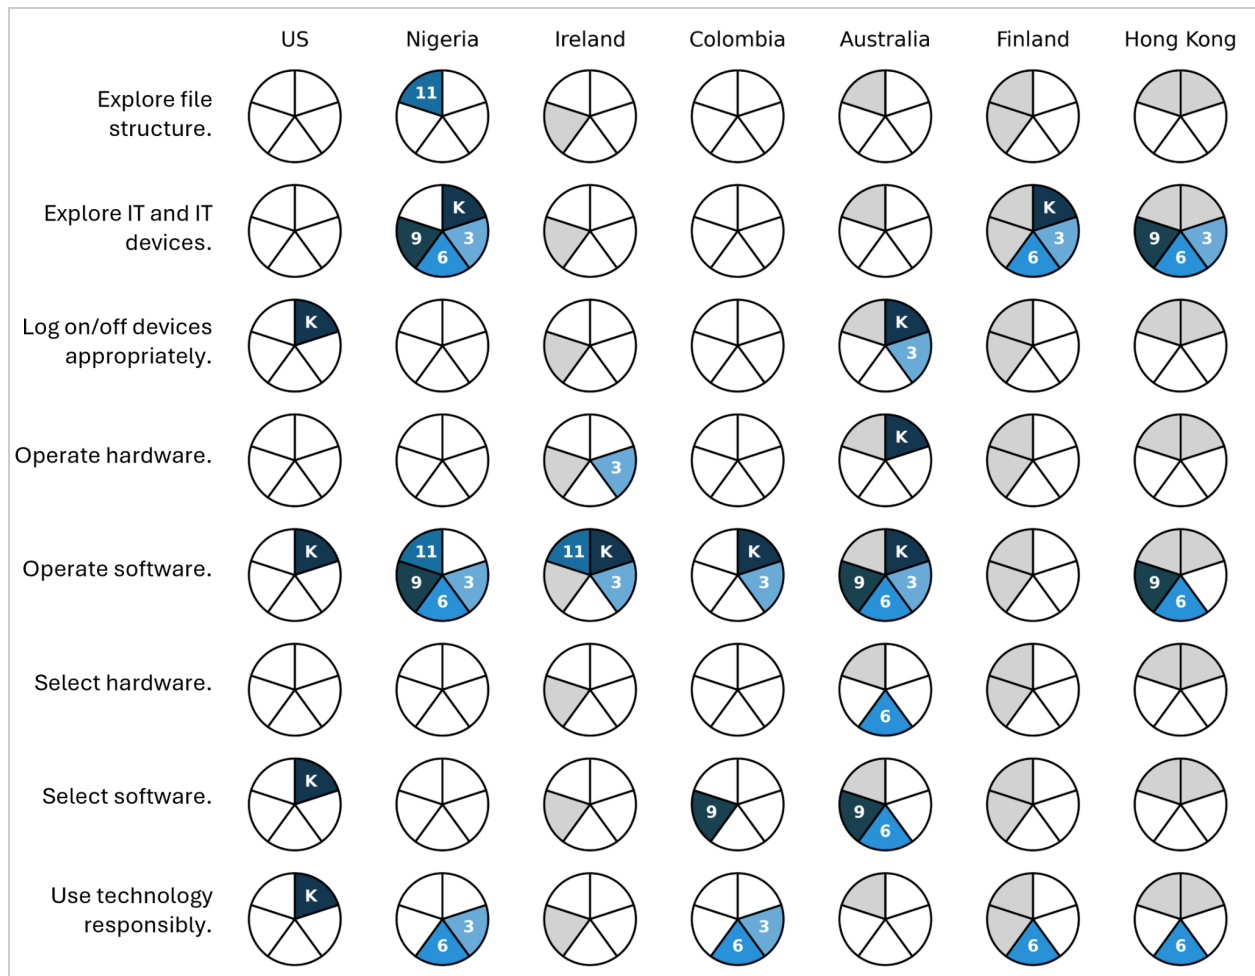 US Nigeria Ireland Colombia Australia Finland Hong Kong
Explore file
structure.
11
Explore IT and IT
devices.
K K
9 3 3 9 3
6 6 6
Log on/off devices
appropriately.
K K
3
Operate hardware.
K
3
Operate software.
K 11 11 K K K
9 3 3 3 9 3 9
6 6 6
Select hardware.
6
Select software.
K
9 9
6
Use technology
responsibly.
K
3 3
6 6 6 6